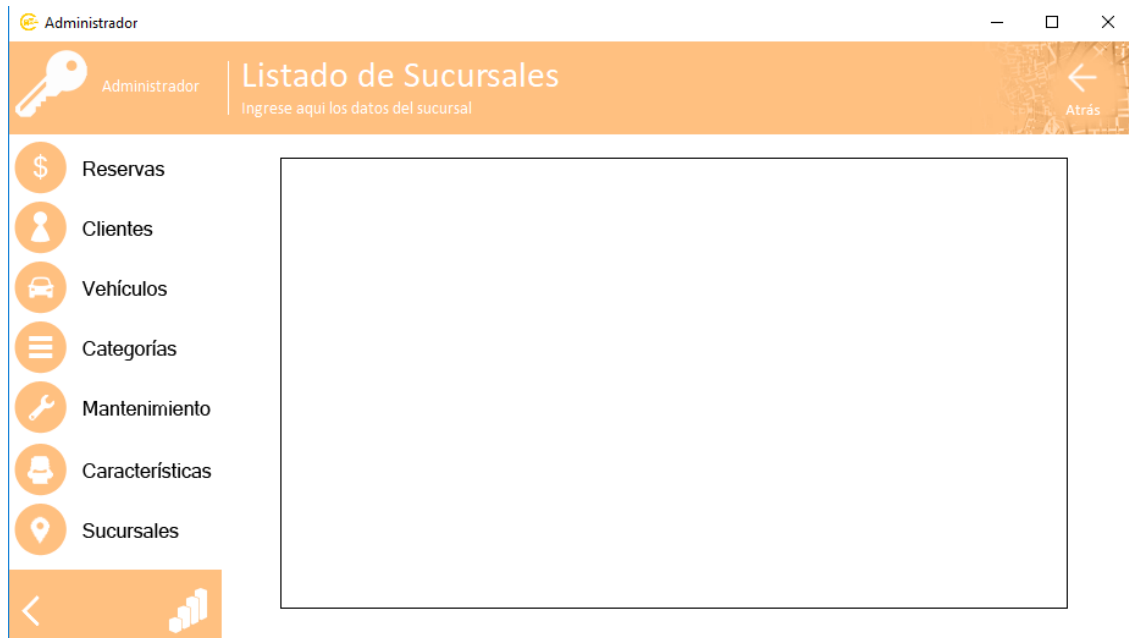 Administrador
Administrador
Listado de Sucursales
Ingrese aqui los datos del sucursal
Atrás
Reservas
Clientes
Vehículos
Categorías
Mantenimiento
Características
Sucursales